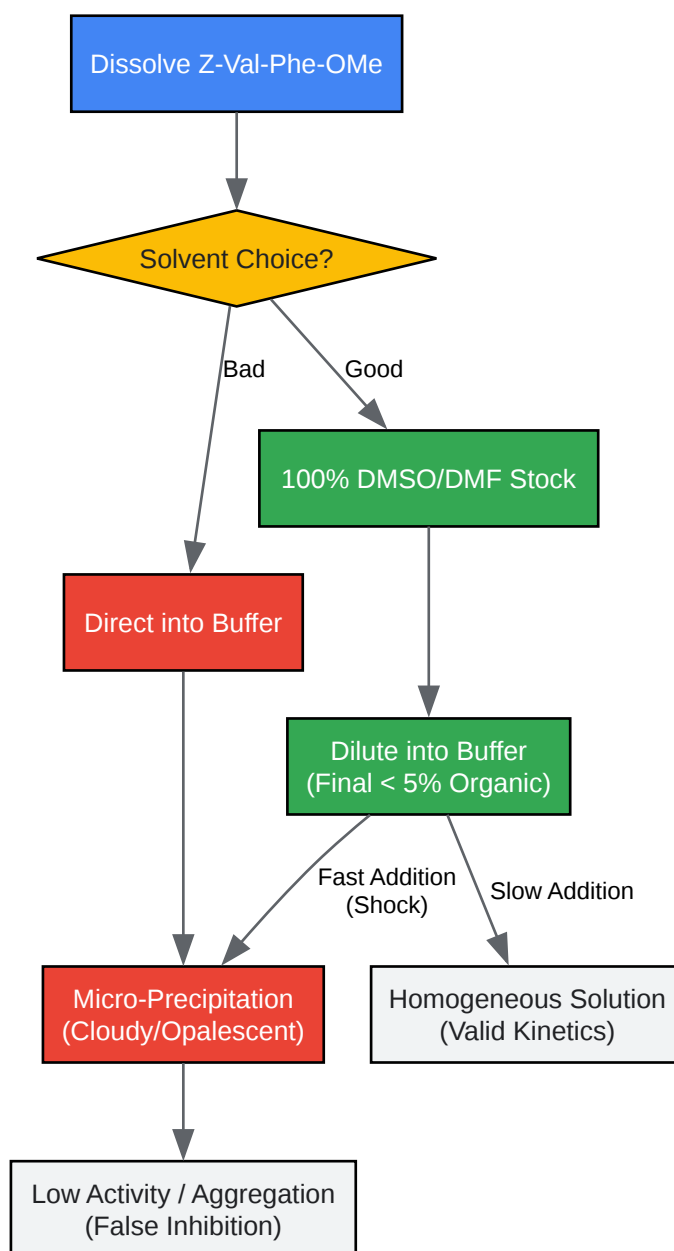 Dissolve Z-Val-Phe-OMe
Solvent Choice?
Bad
Good
100% DMSO/DMF Stock
Direct into Buffer
Dilute into Buffer
(Final < 5% Organic)
Fast Addition
(Shock)
Slow Addition
Micro-Precipitation
(Cloudy/Opalescent)
Homogeneous Solution
(Valid Kinetics)
Low Activity / Aggregation
(False Inhibition)